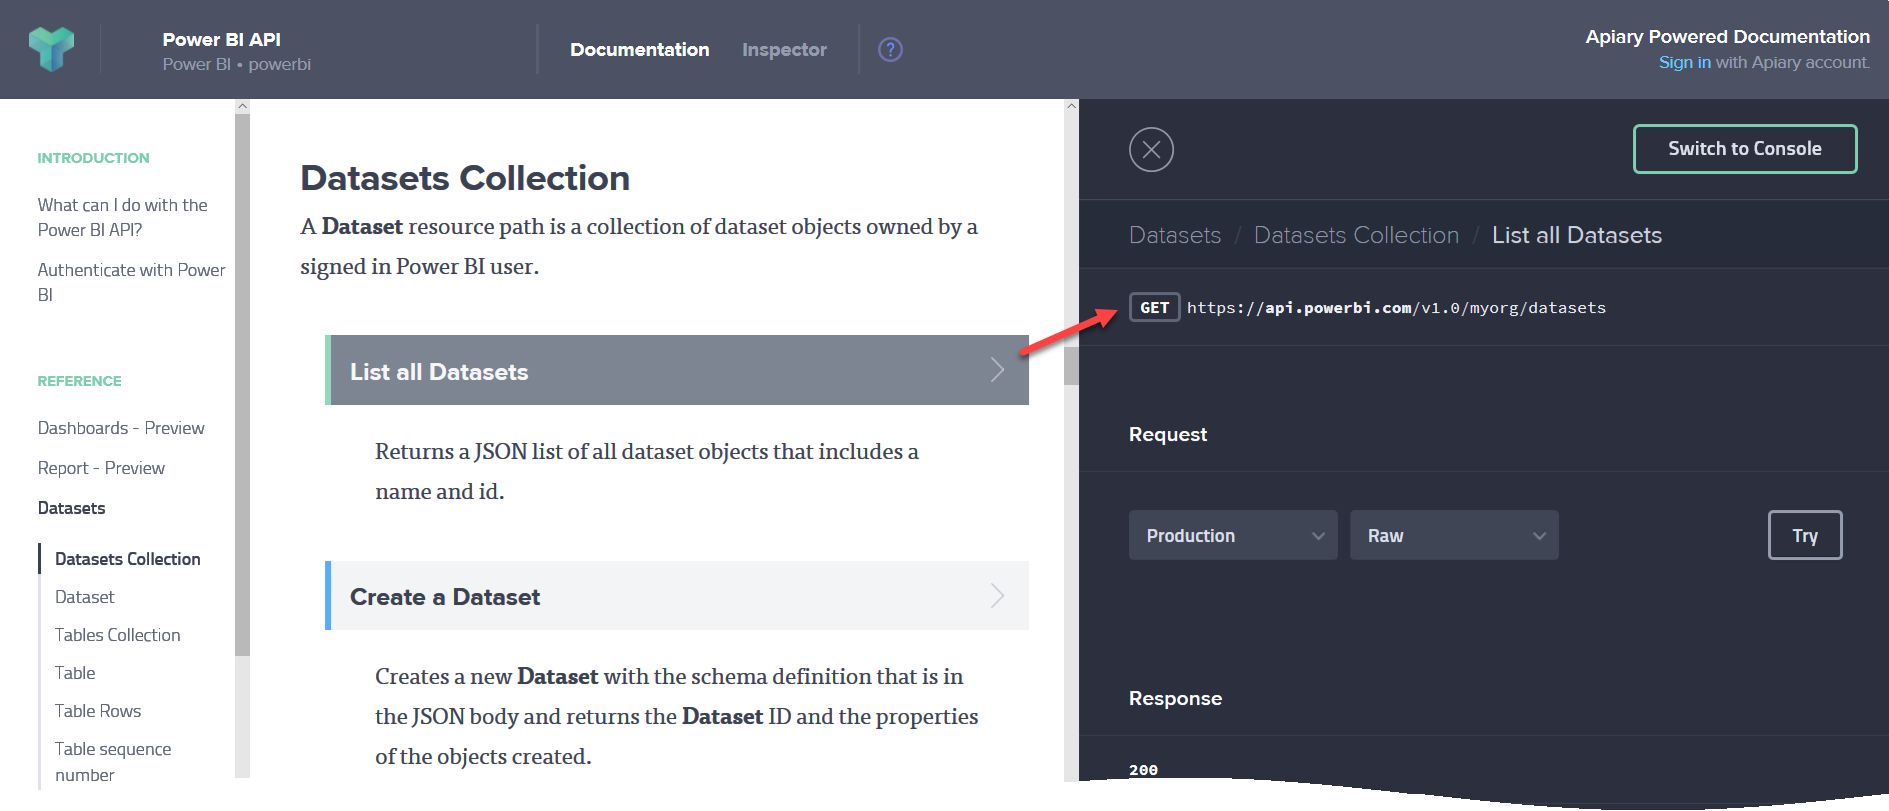 Power BI API
Power BI • powerbi
Documentation
Inspector
?
Apiary Powered Documentation
Sign in with Apiary account.
INTRODUCTION
What can I do with the
Power BI API?
Authenticate with Power
BI
REFERENCE
Dashboards - Preview
Report - Preview
Datasets
Datasets Collection
Dataset
Tables Collection
Table
Table Rows
Table sequence
number
Datasets Collection
A Dataset resource path is a collection of dataset objects owned by a
signed in Power BI user.
List all Datasets
Returns a JSON list of all dataset objects that includes a
name and id.
Create a Dataset
Creates a new Dataset with the schema definition that is in
the JSON body and returns the Dataset ID and the properties
of the objects created.
Switch to Console
Datasets / Datasets Collection / List all Datasets
GET https://api.powerbi.com/v1.0/myorg/datasets
Request
Production
Raw
Try
Response
200